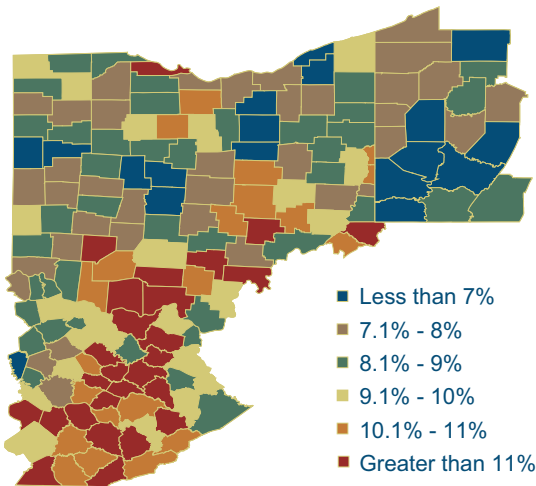 Less than 7%
7.1% - 8%
8.1% - 9%
9.1% - 10%
10.1% - 11%
Greater than 11%